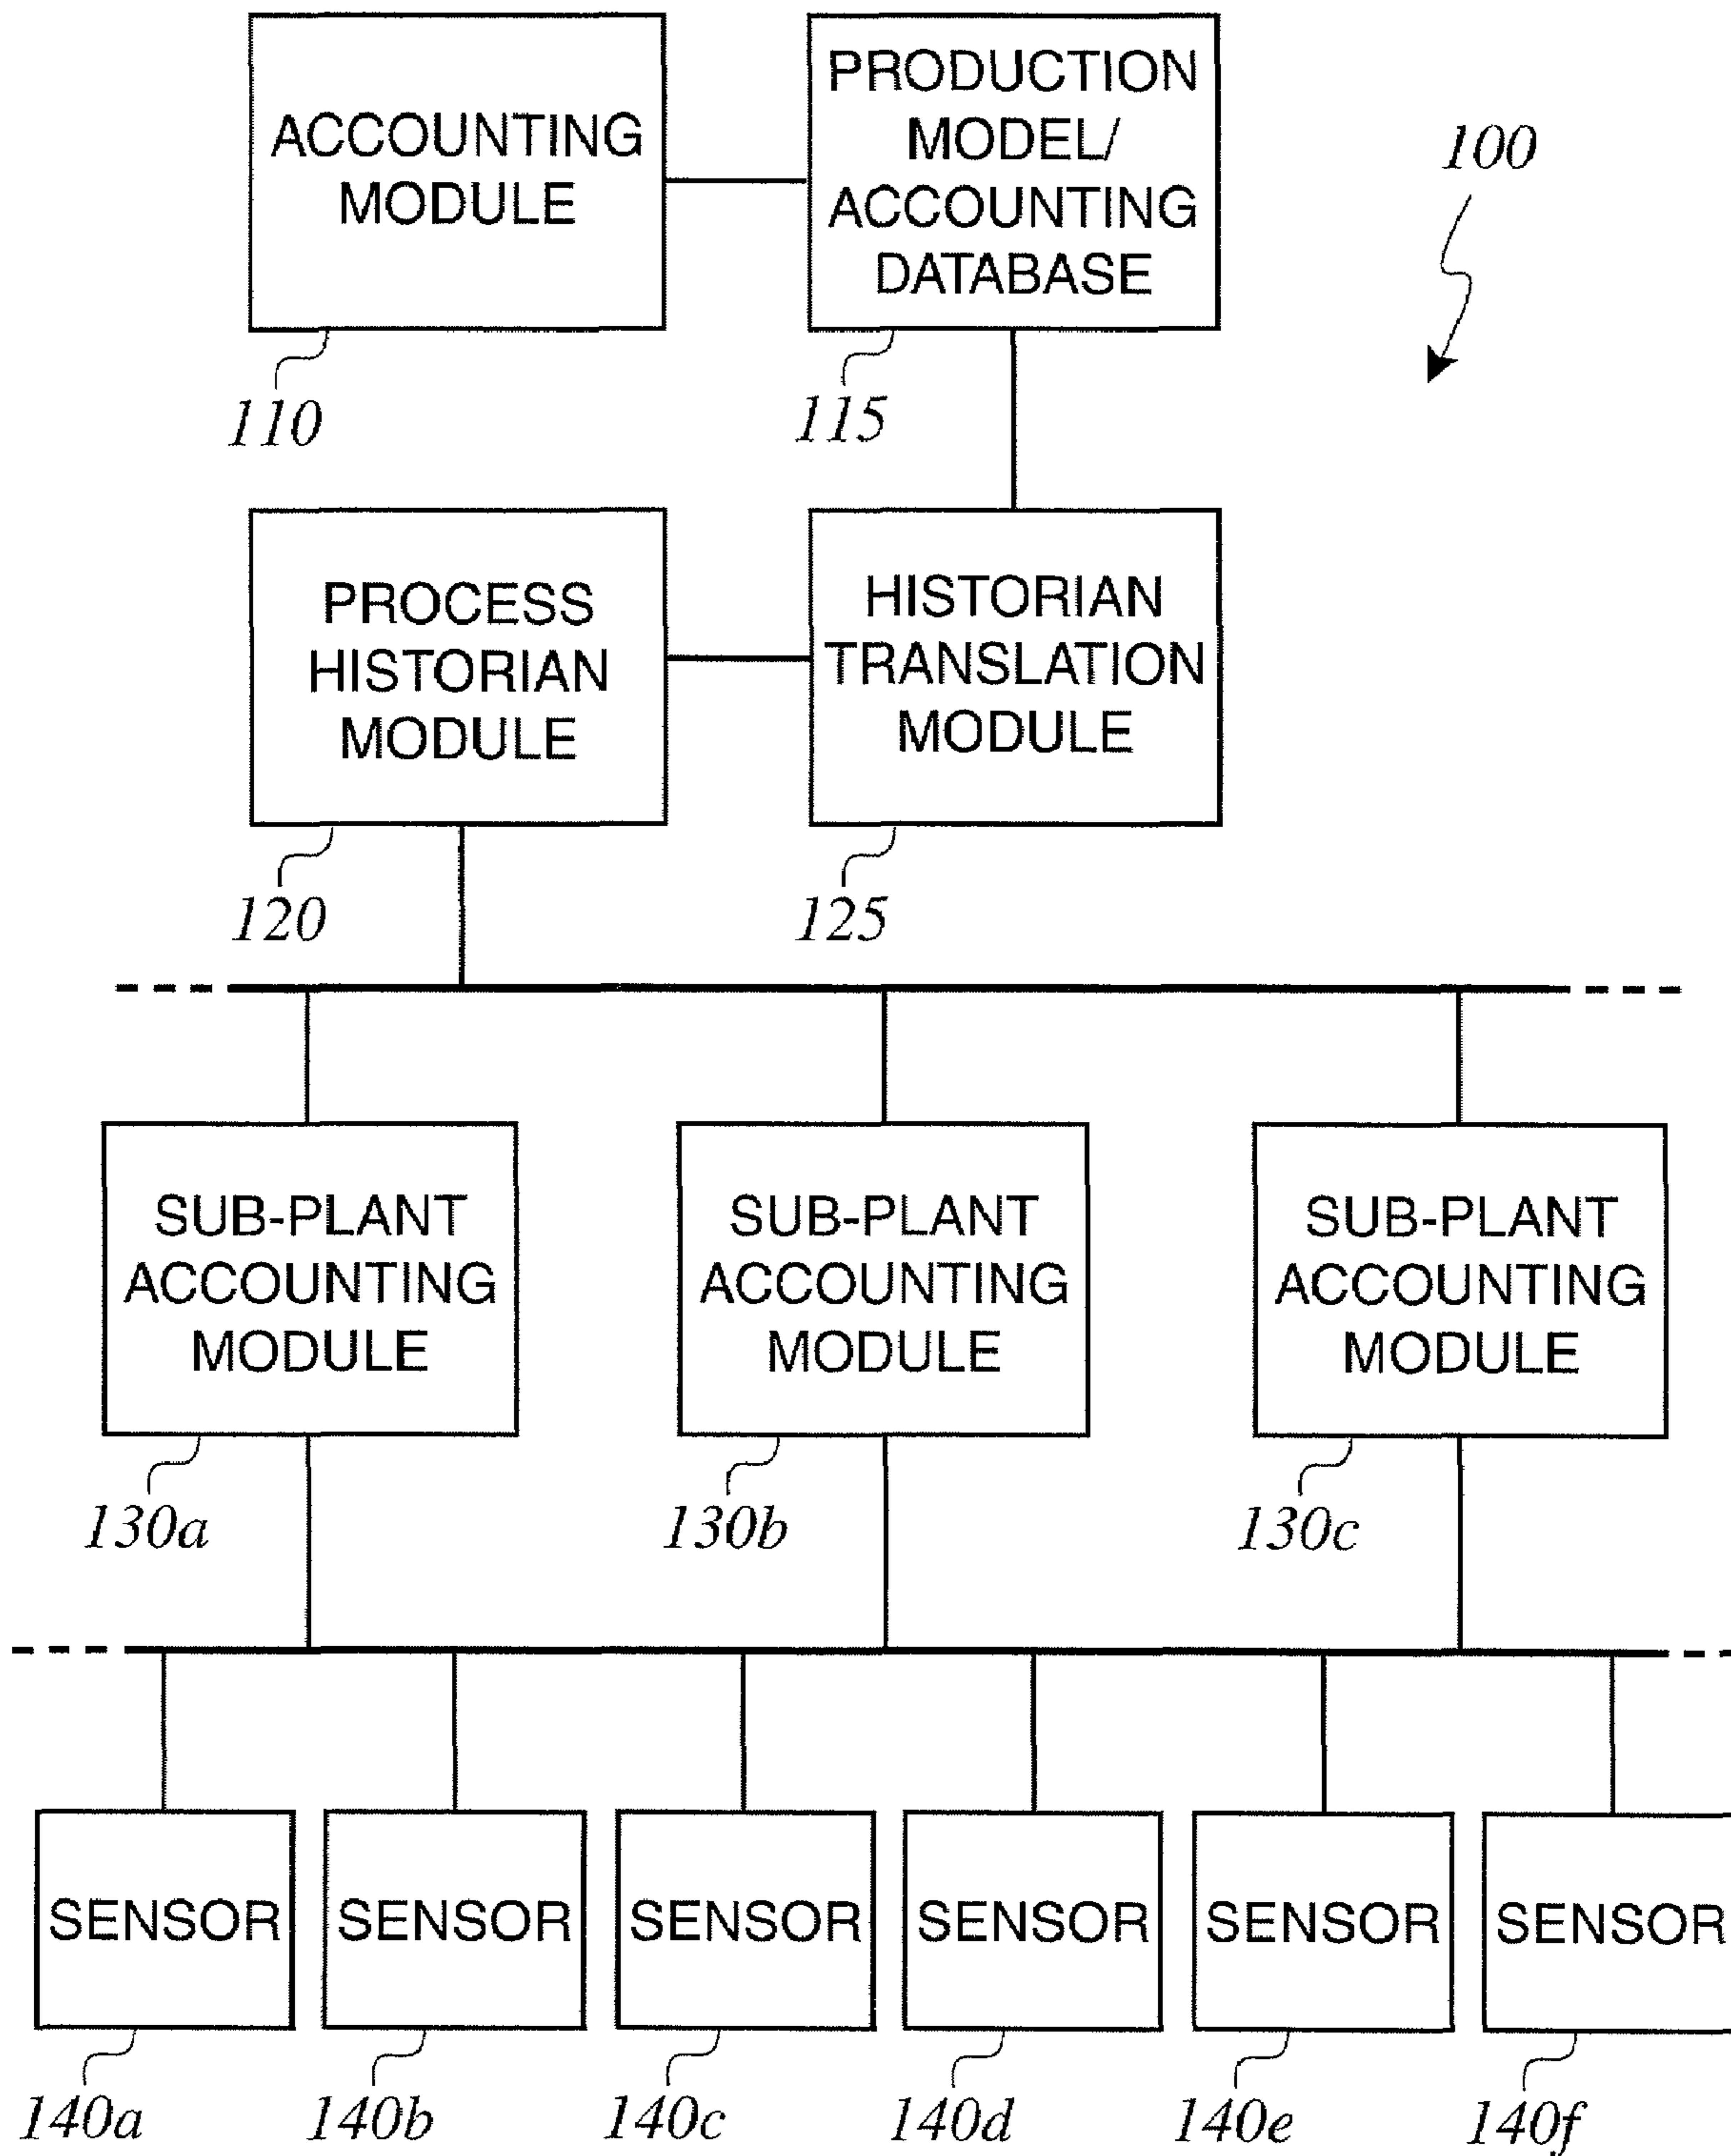 ACCOUNTING
MODULE
PRODUCTION
MODEL/
ACCOUNTING
DATABASE
100
110
115
PROCESS
HISTORIAN
MODULE
HISTORIAN
TRANSLATION
MODULE
120
125
SUB-PLANT
ACCOUNTING
MODULE
SUB-PLANT
ACCOUNTING
MODULE
SUB-PLANT
ACCOUNTING
MODULE
130a
130b
130c
SENSOR
SENSOR
SENSOR
SENSOR
SENSOR
SENSOR
140a
140b
140c
140d
140e
140f